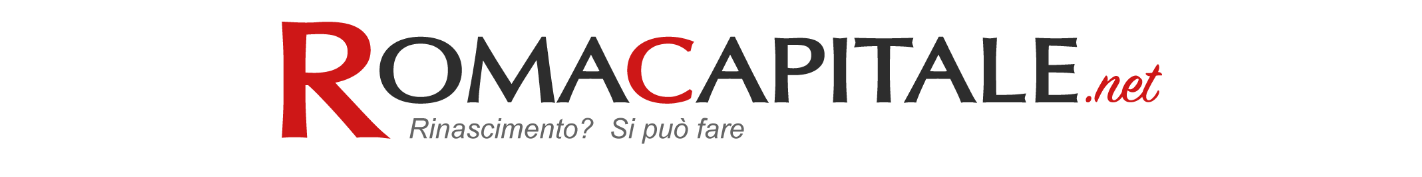 ROMACAPITALE.net
Rinascimento? Si può fare